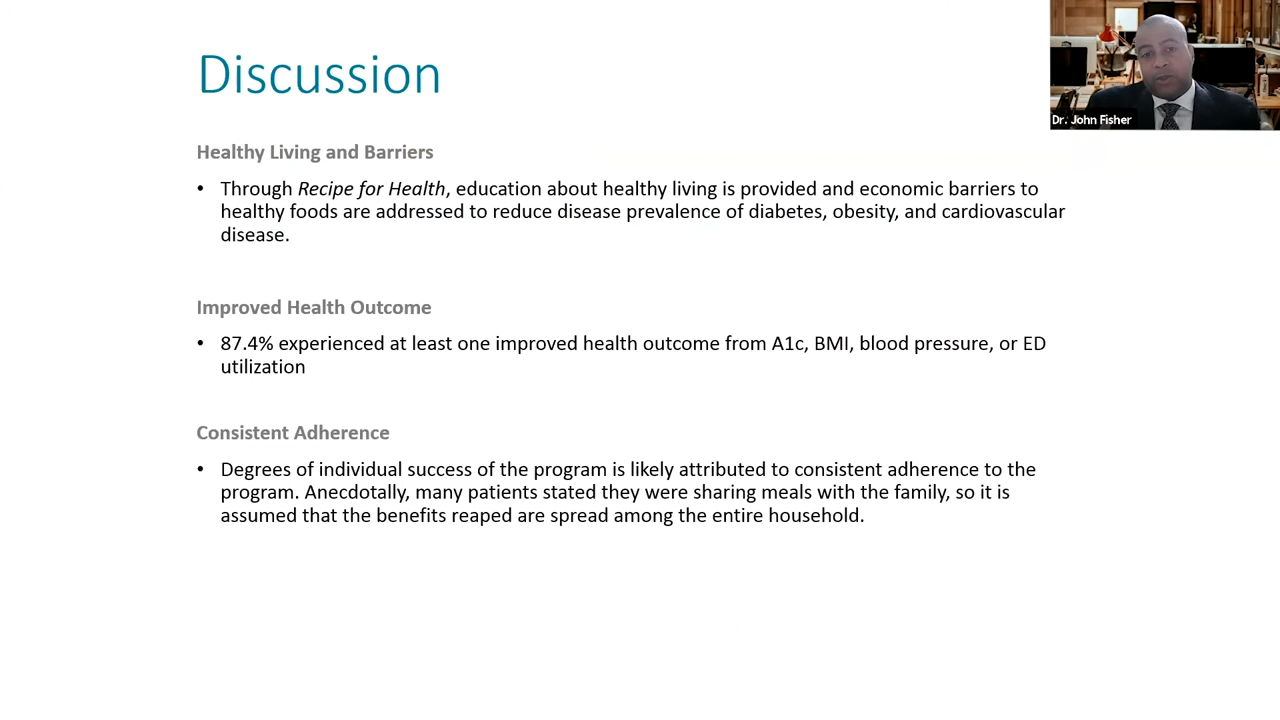 Discussion
Dr. John Fisher
Healthy Living and Barriers
• Through Recipe for Health, education about healthy living is provided and economic barriers to
healthy foods are addressed to reduce disease prevalence of diabetes, obesity, and cardiovascular
disease.
Improved Health Outcome
• 87.4% experienced at least one improved health outcome from A1c, BMI, blood pressure, or ED
utilization
Consistent Adherence
• Degrees of individual success of the program is likely attributed to consistent adherence to the
program. Anecdotally, many patients stated they were sharing meals with the family, so it is
assumed that the benefits reaped are spread among the entire household.